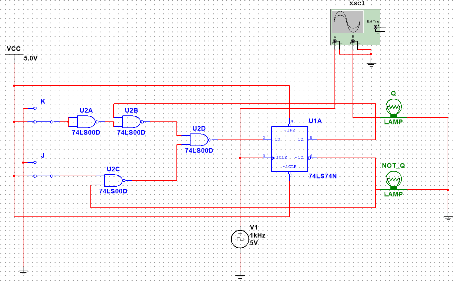 XSC1
VCC
5.0V
Q
LAMP
K
U2A
U2B
74LS00D
74LS00D
U2D
74LS00D
U1A
74LS74N
J
U2C
74LS00D
NOT_Q
LAMP
V1
1kHz
5V